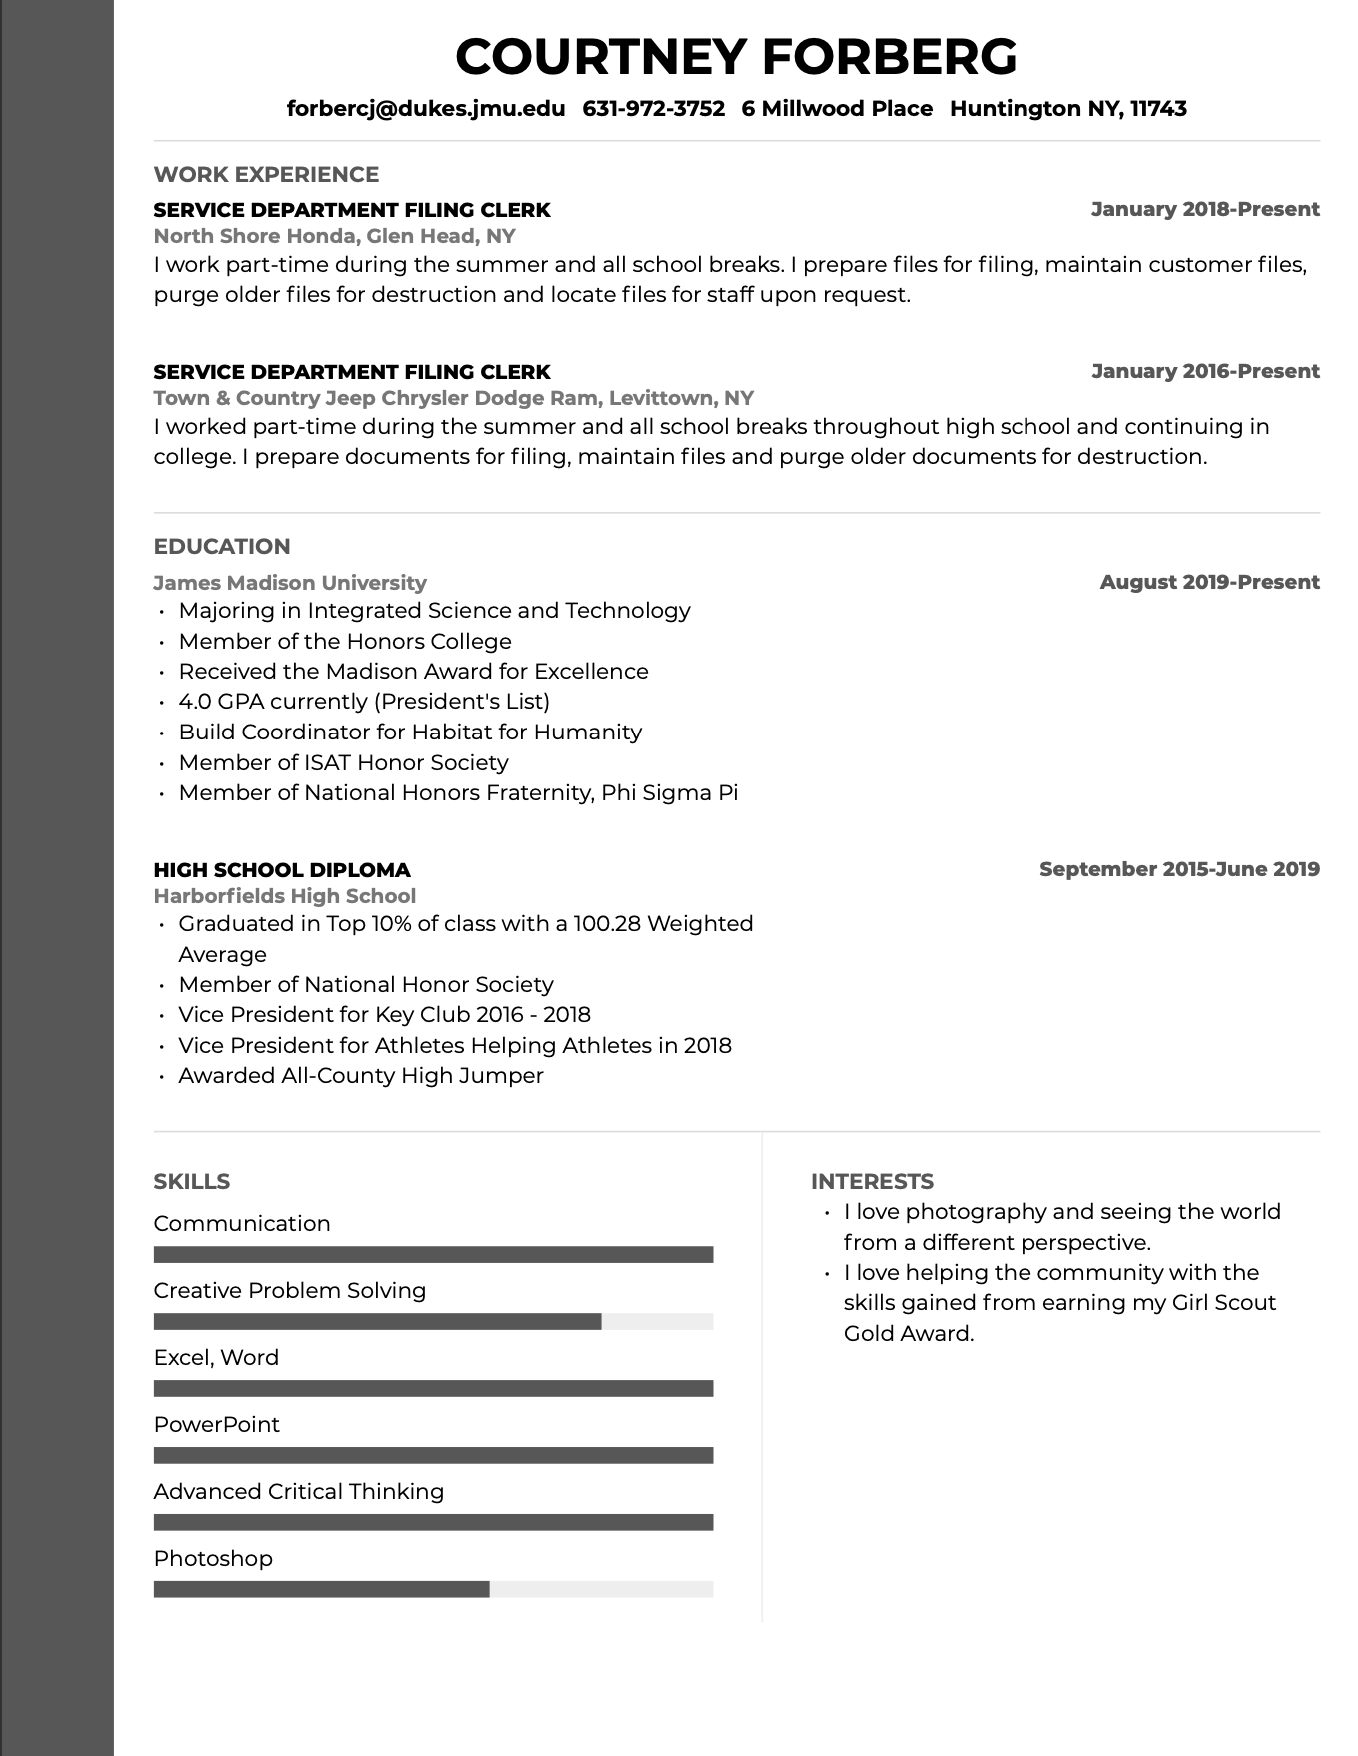 COURTNEY FORBERG
forbercj@dukes.jmu.edu 631-972-3752 6 Millwood Place Huntington NY, 11743
WORK EXPERIENCE
SERVICE DEPARTMENT FILING CLERK January 2018-Present
North Shore Honda, Glen Head, NY
I work part-time during the summer and all school breaks. I prepare files for filing, maintain customer files,
purge older files for destruction and locate files for staff upon request.
SERVICE DEPARTMENT FILING CLERK January 2016-Present
Town & Country Jeep Chrysler Dodge Ram, Levittown, NY
I worked part-time during the summer and all school breaks throughout high school and continuing in
college. I prepare documents for filing, maintain files and purge older documents for destruction.
EDUCATION
James Madison University August 2019-Present
• Majoring in Integrated Science and Technology
• Member of the Honors College
• Received the Madison Award for Excellence
• 4.0 GPA currently (President's List)
• Build Coordinator for Habitat for Humanity
• Member of ISAT Honor Society
• Member of National Honors Fraternity, Phi Sigma Pi
HIGH SCHOOL DIPLOMA September 2015-June 2019
Harborfields High School
• Graduated in Top 10% of class with a 100.28 Weighted
Average
• Member of National Honor Society
• Vice President for Key Club 2016 - 2018
• Vice President for Athletes Helping Athletes in 2018
• Awarded All-County High Jumper
SKILLS
Communication
Creative Problem Solving
Excel, Word
PowerPoint
Advanced Critical Thinking
Photoshop
INTERESTS
• I love photography and seeing the world
from a different perspective.
• I love helping the community with the
skills gained from earning my Girl Scout
Gold Award.